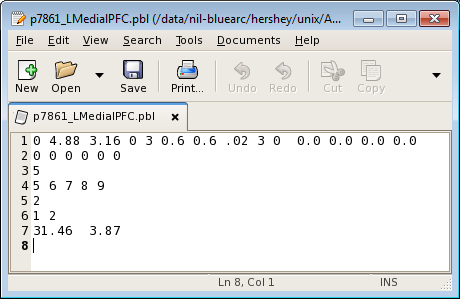 p7861_LMedialPFC.pbl (/data/nil-bluearc/hershey/unix/A...
File Edit View Search Tools Documents Help
New Open Save Print... Undo Redo Cut Copy
p7861_LMedialPFC.pbl
1 0 4.88 3.16 0 3 0.6 0.6 .02 3 0  0.0 0.0 0.0 0.0
2 0 0 0 0 0 0
3 5
4 5 6 7 8 9
5 2
6 1 2
7 31.46  3.87
8
Ln 8, Col 1 INS